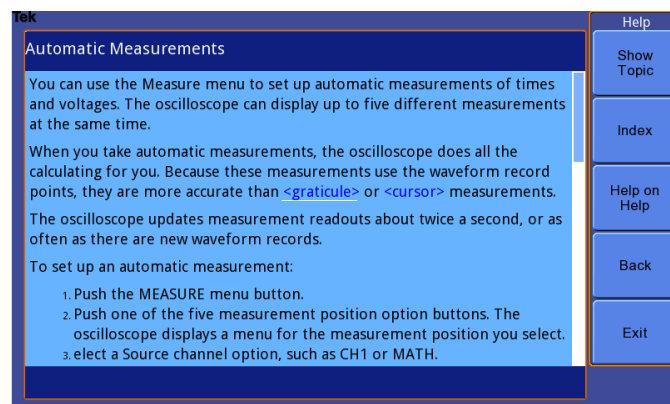 Tek
Help
Automatic Measurements
You can use the Measure menu to set up automatic measurements of times
and voltages. The oscilloscope can display up to five different measurements
at the same time.
When you take automatic measurements, the oscilloscope does all the
calculating for you. Because these measurements use the waveform record
points, they are more accurate than <graticule> or <cursor> measurements.
The oscilloscope updates measurement readouts about twice a second, or as
often as there are new waveform records.
To set up an automatic measurement:
1. Push the MEASURE menu button.
2. Push one of the five measurement position option buttons. The
oscilloscope displays a menu for the measurement position you select.
3. elect a Source channel option, such as CH1 or MATH.
Show
Topic
Index
Help on
Help
Back
Exit